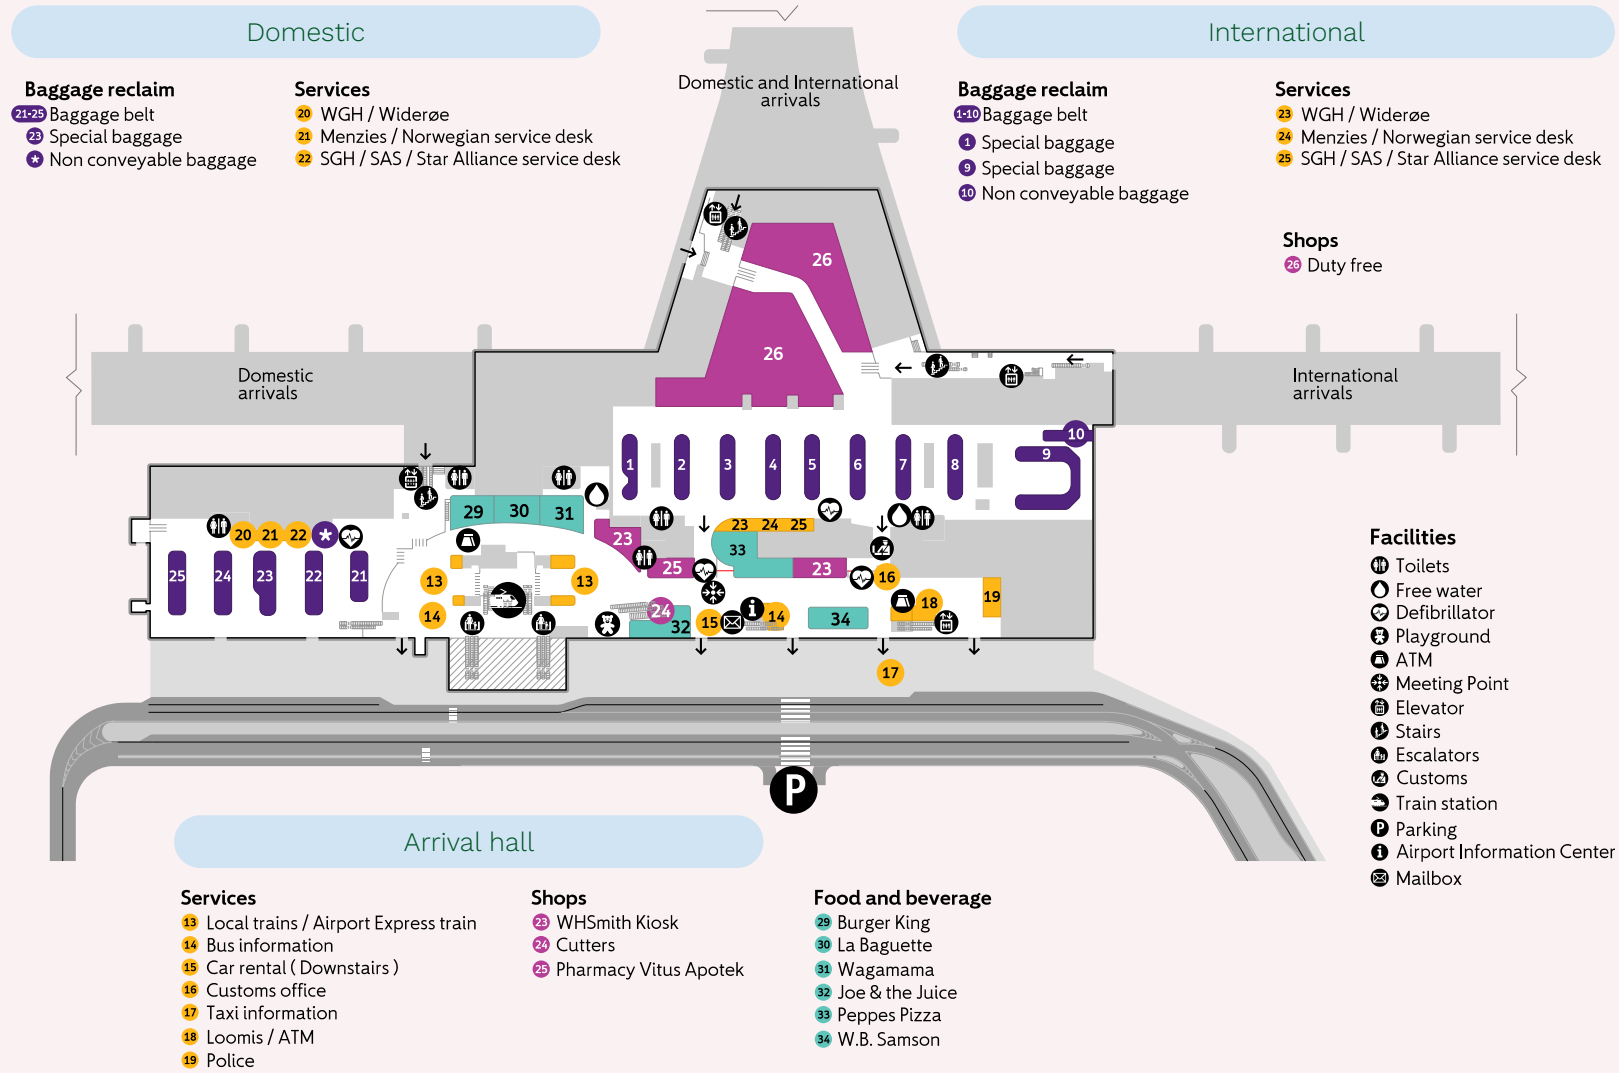 Domestic
Baggage reclaim
21-25 Baggage belt
23 Special baggage
* Non conveyable baggage
Services
20 WGH / Widerøe
21 Menzies / Norwegian service desk
22 SGH / SAS / Star Alliance service desk
Domestic and International
arrivals
International
Baggage reclaim
1-10 Baggage belt
1 Special baggage
9 Special baggage
10 Non conveyable baggage
Services
23 WGH / Widerøe
24 Menzies / Norwegian service desk
25 SGH / SAS / Star Alliance service desk
Shops
26 Duty free
26
26
Domestic
arrivals
International
arrivals
1 2 3 4 5 6 7 8 9 10
29 30 31
23
23 24 25
33
25
23
16
20 21 22 *
25 24 23 22 21
13
13
14
24
32
15
i
14
34
18
19
17
P
Facilities
Toilets
Free water
Defibrillator
Playground
ATM
Meeting Point
Elevator
Stairs
Escalators
Customs
Train station
P Parking
i Airport Information Center
Mailbox
Arrival hall
Services
13 Local trains / Airport Express train
14 Bus information
15 Car rental ( Downstairs )
16 Customs office
17 Taxi information
18 Loomis / ATM
19 Police
Shops
23 WHSmith Kiosk
24 Cutters
25 Pharmacy Vitus Apotek
Food and beverage
29 Burger King
30 La Baguette
31 Wagamama
32 Joe & the Juice
33 Peppes Pizza
34 W.B. Samson